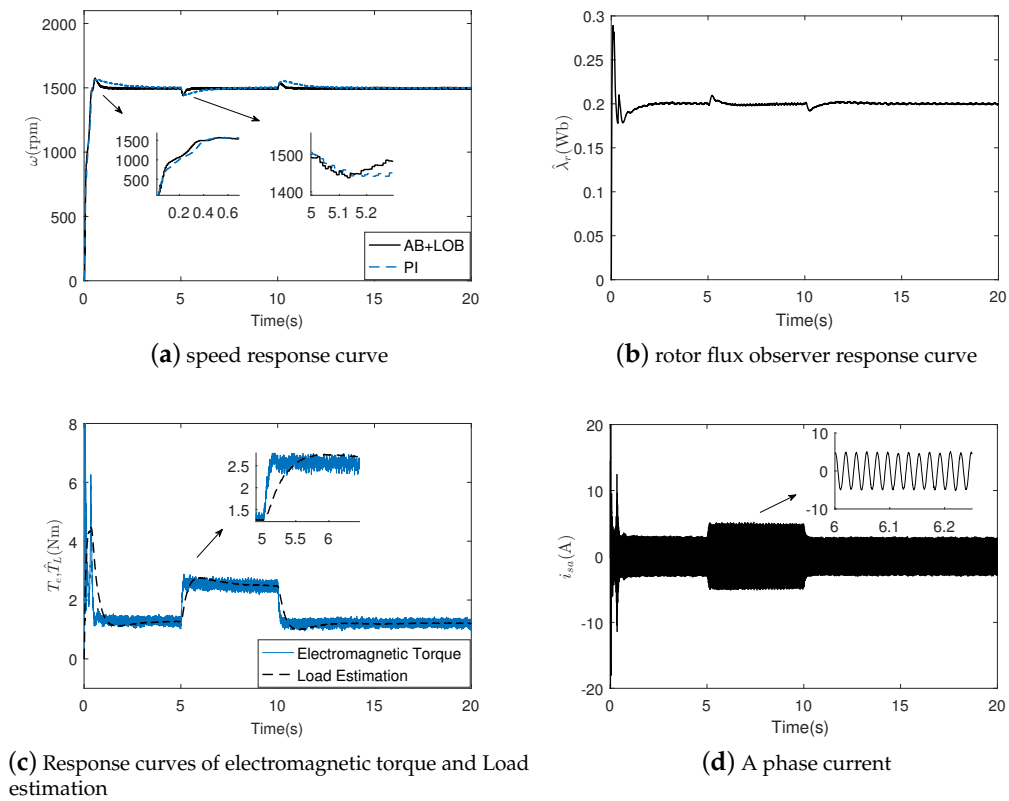 2000
1500
1000
500
0
ω(rpm)
1500
1000
500
0.2 0.4 0.6
1500
1400
5 5.1 5.2
AB+LOB
PI
0 5 10 15 20
Time(s)
(a) speed response curve
0.3
0.25
0.2
0.15
0.1
0.05
0
λ̂r(Wb)
0 5 10 15 20
Time(s)
(b) rotor flux observer response curve
8
6
4
2
0
Te,T̂L(Nm)
2.5
2
1.5
5 5.5 6
Electromagnetic Torque
Load Estimation
0 5 10 15 20
Time(s)
(c) Response curves of electromagnetic torque and Load
estimation
20
10
0
-10
-20
isa(A)
10
0
-10
6 6.1 6.2
0 5 10 15 20
Time(s)
(d) A phase current